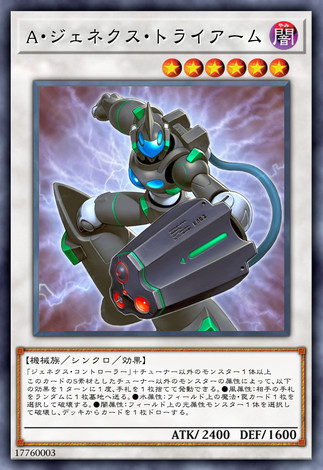 A・ジェネクス・トライアーム
やみ
闇
【機械族／シンクロ／効果】
「ジェネクス・コントローラー」＋チューナー以外のモンスター1体以上
このカードのS素材としたチューナー以外のモンスターの属性によって、以下
の効果を1ターンに1度、手札を1枚捨てて発動できる。●風属性：相手の手札
をランダムに1枚墓地へ送る。●水属性：フィールド上の魔法・罠カード1枚を
選択して破壊する。●闇属性：フィールド上の光属性モンスター1体を選択し
て破壊し、デッキからカードを1枚ドローする。
ATK/ 2400 DEF/1600
17760003